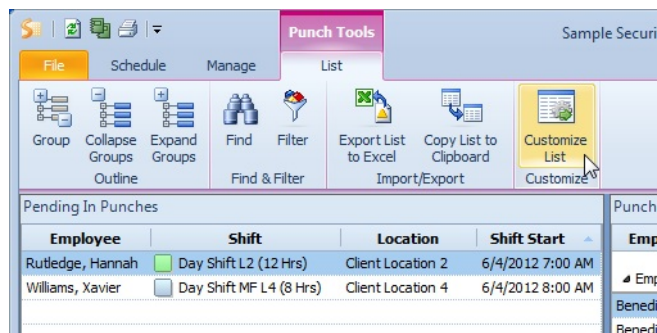 Punch Tools
Sample Securi
File Schedule Manage List
Group Collapse Groups Expand Groups Find Filter Export List to Excel Copy List to Clipboard Customize List
Outline Find & Filter Import/Export Customize
Pending In Punches
Punch
Employee Shift Location Shift Start
Emp
Rutledge, Hannah Day Shift L2 (12 Hrs) Client Location 2 6/4/2012 7:00 AM
Emp
Williams, Xavier Day Shift MF L4 (8 Hrs) Client Location 4 6/4/2012 8:00 AM
Benedi
Benedi